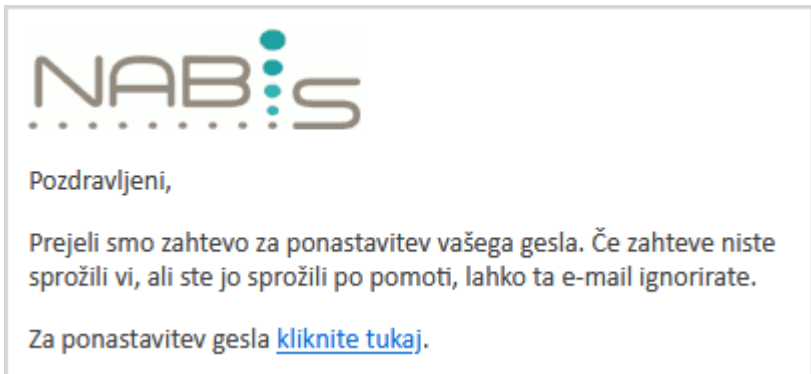 NABIS
Pozdravljeni,
Prejeli smo zahtevo za ponastavitev vašega gesla. Če zahteve niste
sprožili vi, ali ste jo sprožili po pomoti, lahko ta e-mail ignorirate.
Za ponastavitev gesla kliknite tukaj.